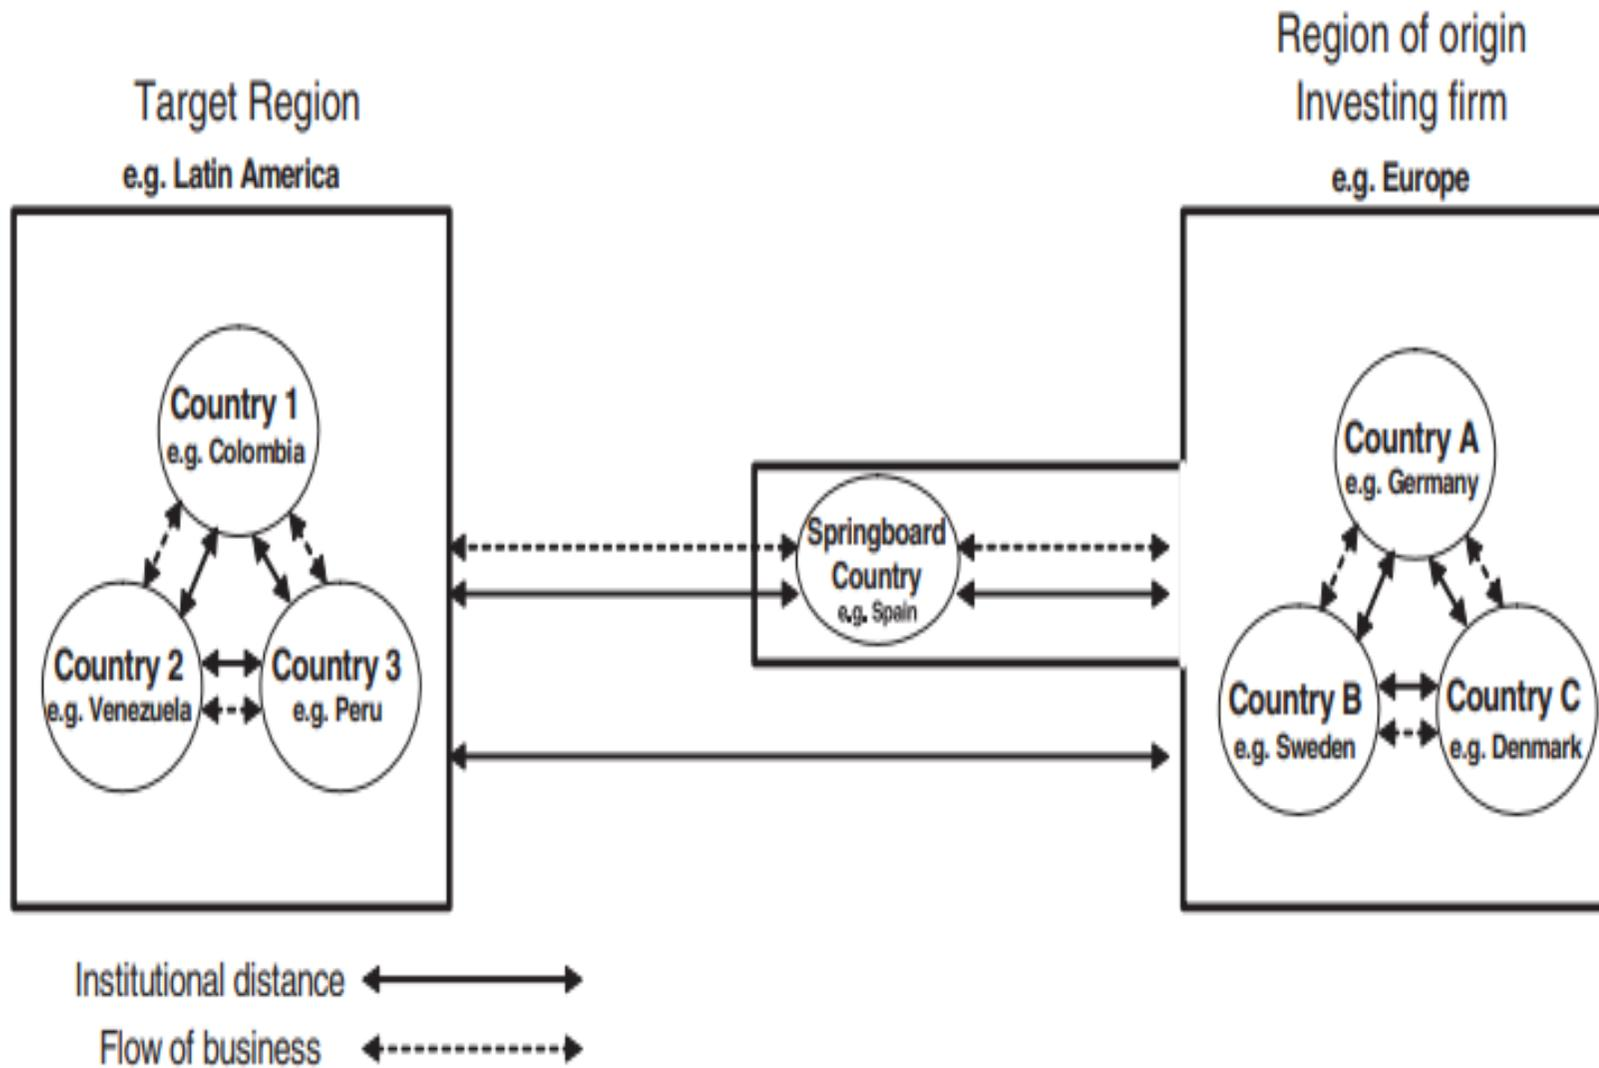 Target Region
e.g. Latin America
Region of origin
Investing firm
e.g. Europe
Country 1
e.g. Colombia
Country 2
e.g. Venezuela
Country 3
e.g. Peru
Springboard
Country
e.g. Spain
Country A
e.g. Germany
Country B
e.g. Sweden
Country C
e.g. Denmark
Institutional distance
Flow of business